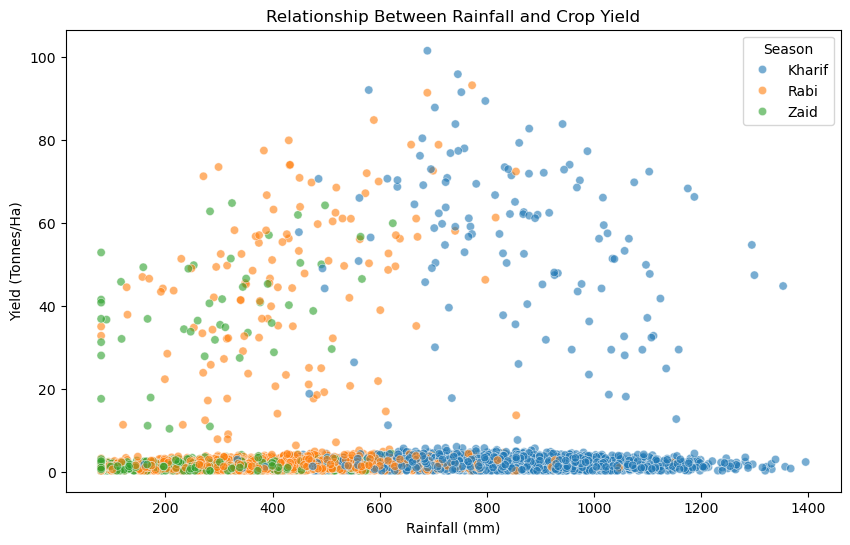 Relationship Between Rainfall and Crop Yield
Season
Kharif
Rabi
Zaid
Yield (Tonnes/Ha)
100
80
60
40
20
0
200 400 600 800 1000 1200 1400
Rainfall (mm)